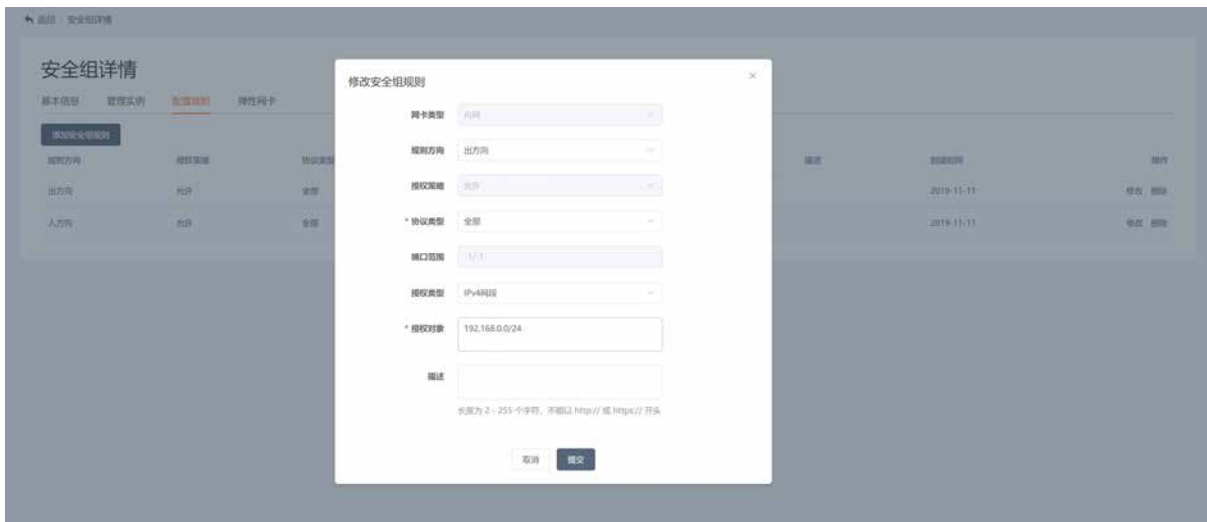 返回 安全组详情
安全组详情
基本信息 管理实例 配置规则 弹性网卡
添加安全组规则
规则方向 授权策略 协议类型 描述 创建时间 操作
出方向 允许 全部 2019-11-11 修改 删除
入方向 允许 全部 2019-11-11 修改 删除
修改安全组规则
网卡类型 内网
规则方向 出方向
授权策略 允许
* 协议类型 全部
端口范围 -1/-1
授权类型 IPv4网段
* 授权对象 192.168.0.0/24
描述
长度为 2 - 255 个字符，不能以 http:// 或 https:// 开头
取消 提交